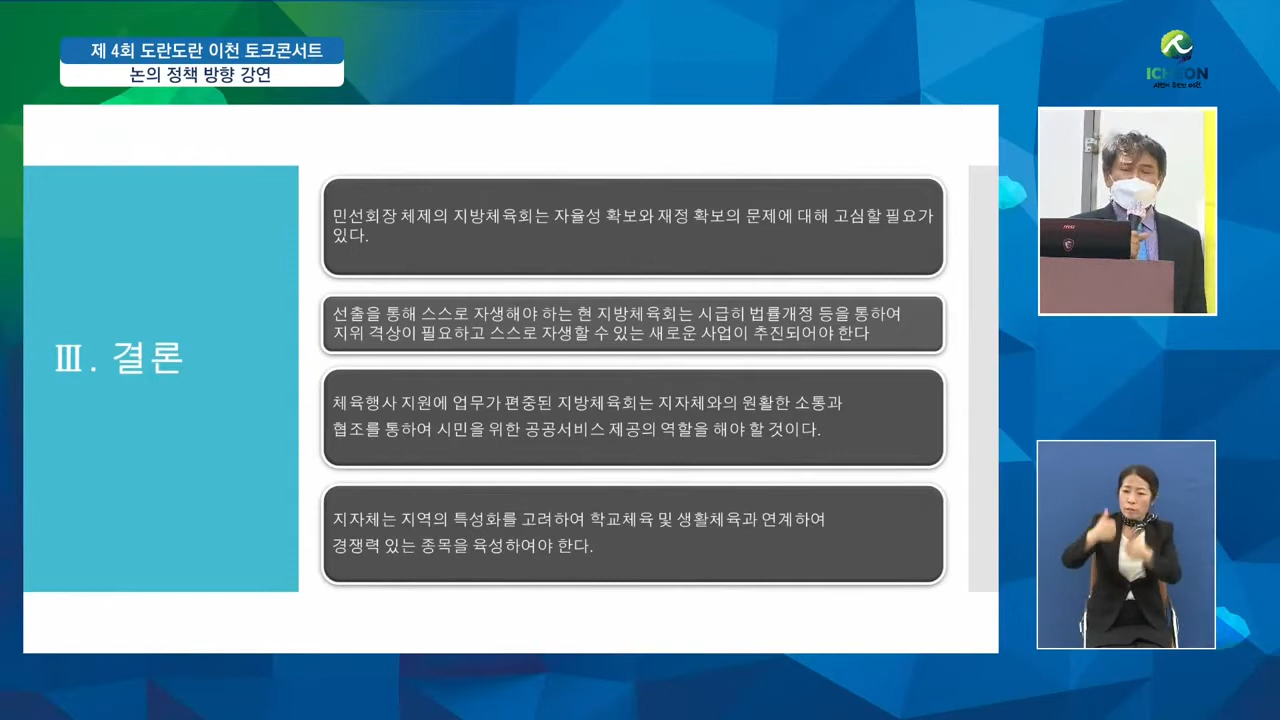 제 4회 도란도란 이천 토크콘서트
논의 정책 방향 강연
ICHEON
Ⅲ. 결론
민선회장 체제의 지방체육회는 자율성 확보와 재정 확보의 문제에 대해 고심할 필요가
있다.
선출을 통해 스스로 자생해야 하는 현 지방체육회는 시급히 법률개정 등을 통하여
지위 격상이 필요하고 스스로 자생할 수 있는 새로운 사업이 추진되어야 한다
체육행사 지원에 업무가 편중된 지방체육회는 지자체와의 원활한 소통과
협조를 통하여 시민을 위한 공공서비스 제공의 역할을 해야 할 것이다.
지자체는 지역의 특성화를 고려하여 학교체육 및 생활체육과 연계하여
경쟁력 있는 종목을 육성하여야 한다.